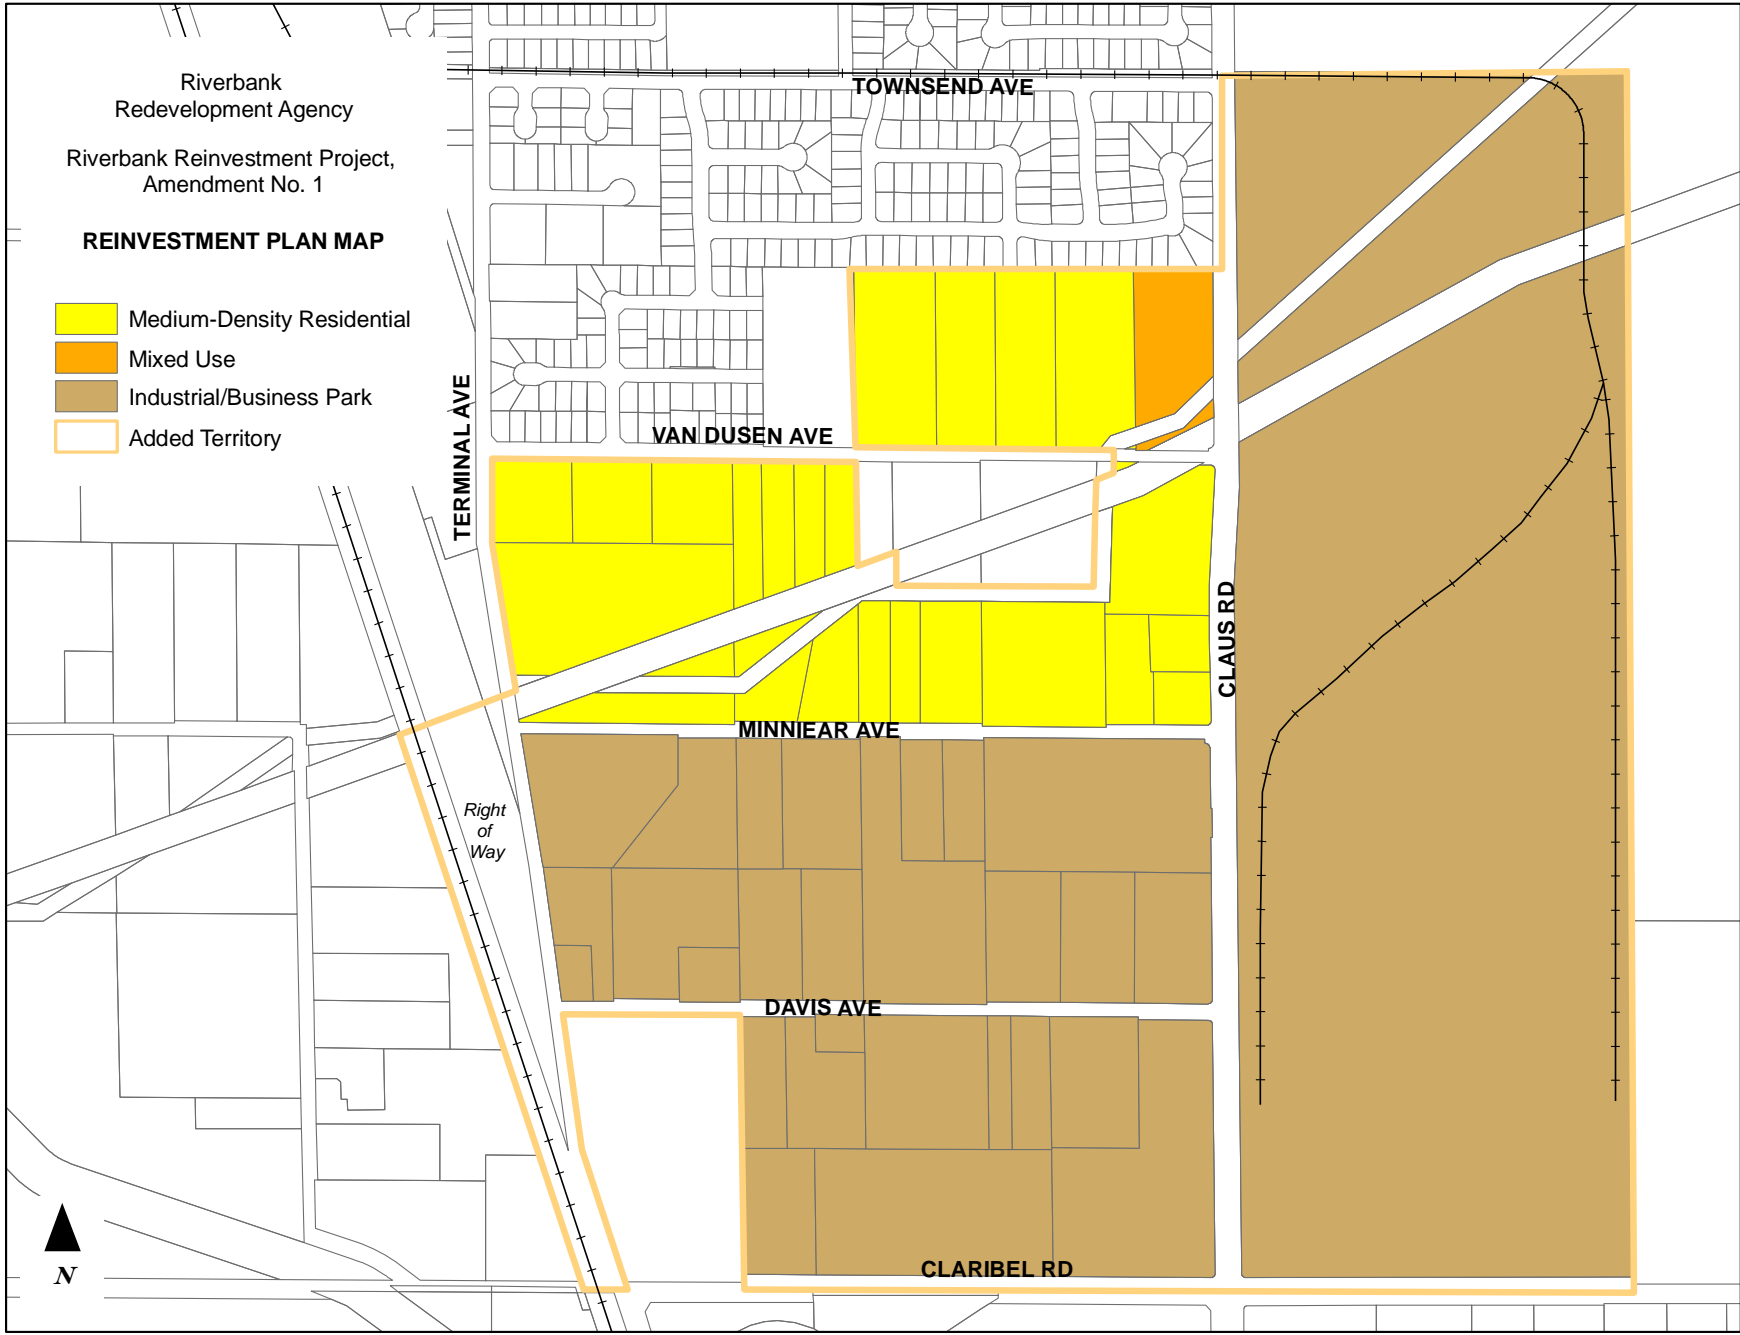 Riverbank
Redevelopment Agency
Riverbank Reinvestment Project,
Amendment No. 1
REINVESTMENT PLAN MAP
Medium-Density Residential
Mixed Use
Industrial/Business Park
Added Territory
TOWNSEND AVE
TERMINAL AVE
VAN DUSEN AVE
CLAUS RD
MINNIEAR AVE
Right
of
Way
DAVIS AVE
CLARIBEL RD
N